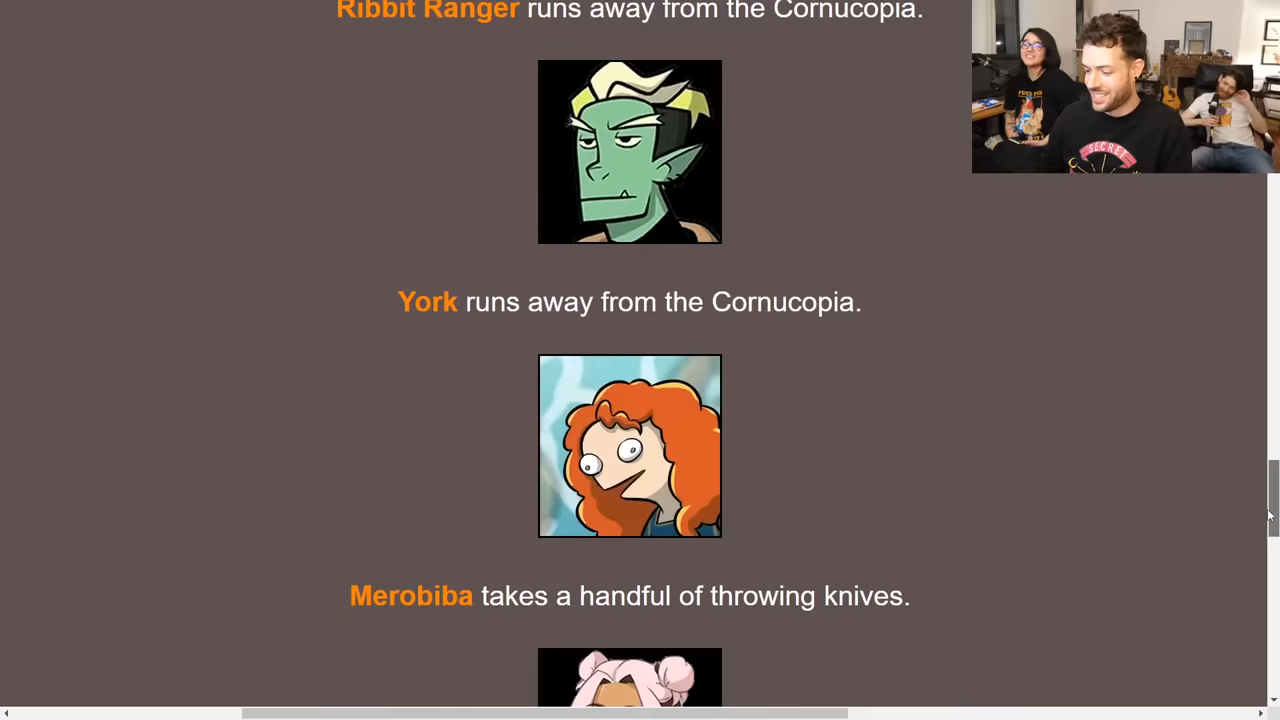 Ribbit Ranger runs away from the Cornucopia.
York runs away from the Cornucopia.
Merobiba takes a handful of throwing knives.
SECRET